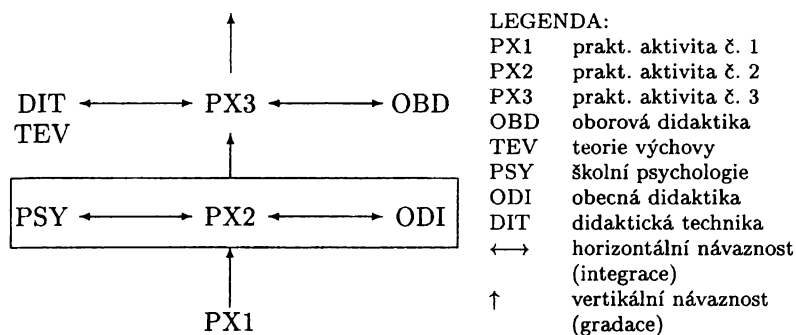 DIT PX3 OBD
TEV
PSY PX2 ODI
PX1
LEGENDA:
PX1 prakt. aktivita č. 1
PX2 prakt. aktivita č. 2
PX3 prakt. aktivita č. 3
OBD oborová didaktika
TEV teorie výchovy
PSY školní psychologie
ODI obecná didaktika
DIT didaktická technika
⟷ horizontální návaznost
(integrace)
↑ vertikální návaznost
(gradace)